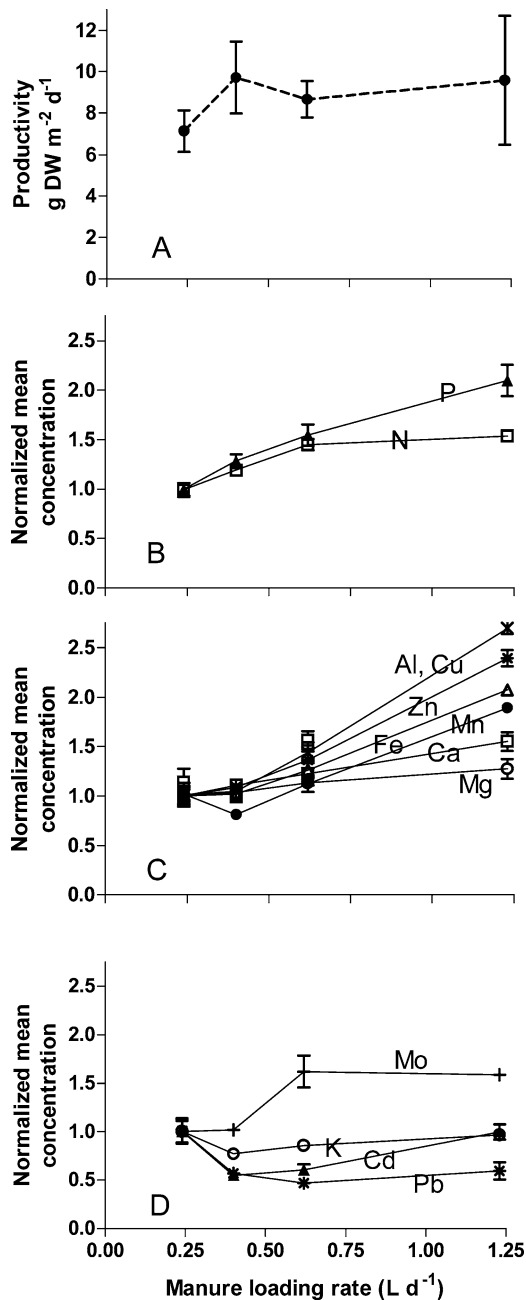 Productivity
g DW m⁻² d⁻¹
12
10
8
6
4
2
0
A
Normalized mean
concentration
2.5
2.0
1.5
1.0
0.5
0.0
P
N
B
Normalized mean
concentration
2.5
2.0
1.5
1.0
0.5
0.0
Al, Cu
Zn
Mn
Fe
Ca
Mg
C
Normalized mean
concentration
2.5
2.0
1.5
1.0
0.5
0.0
Mo
K
Cd
Pb
D
0.00 0.25 0.50 0.75 1.00 1.25
Manure loading rate (L d⁻¹)